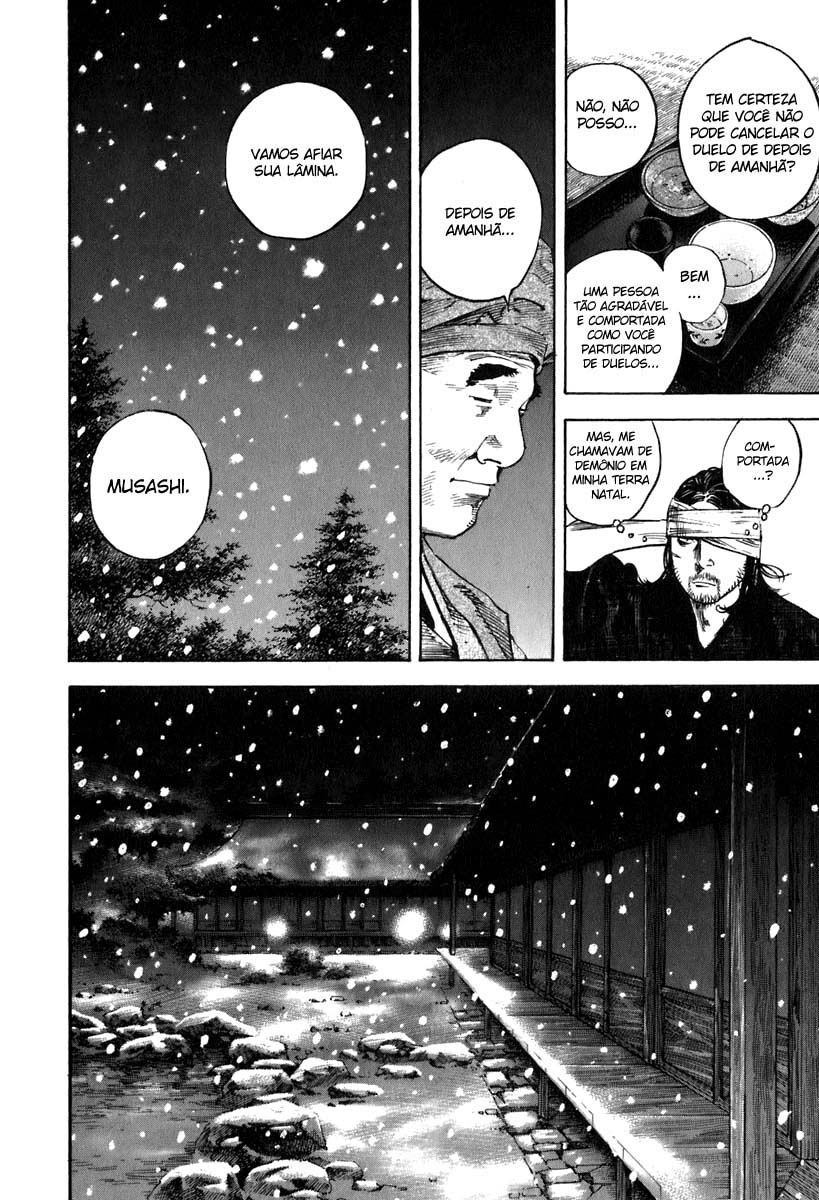 TEM CERTEZA
QUE VOCÊ NÃO
PODE CANCELAR O
DUELO DE DEPOIS
DE AMANHÃ?
NÃO, NÃO
POSSO...
BEM
...
UMA PESSOA
TÃO AGRADÁVEL
E COMPORTADA
COMO VOCÊ
PARTICIPANDO
DE DUELOS...
COM-
PORTADA
...?
MAS, ME
CHAMAVAM DE
DEMÔNIO EM
MINHA TERRA
NATAL.
DEPOIS DE
AMANHÃ...
VAMOS AFIAR
SUA LÂMINA.
MUSASHI.